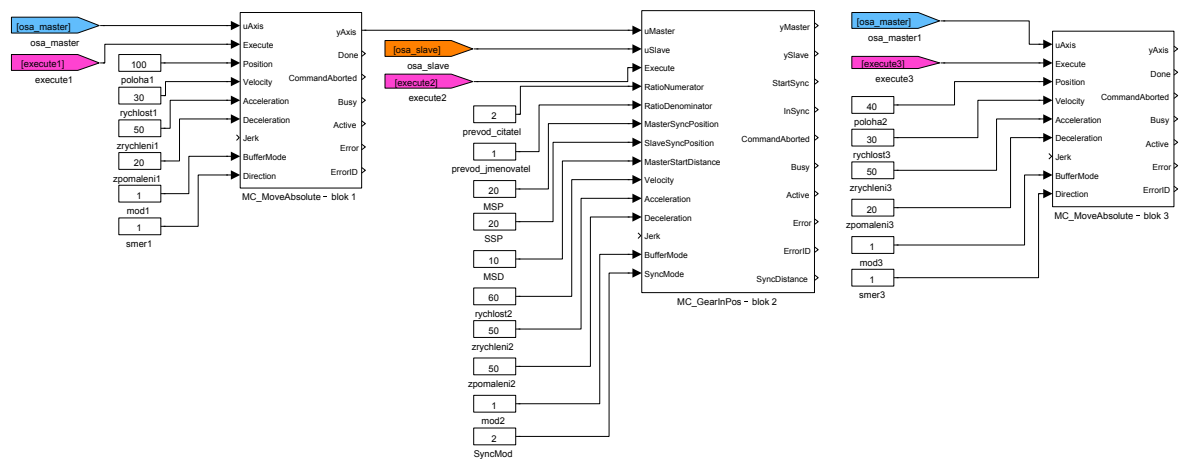 [osa_master]
osa_master
[execute1]
execute1
100
poloha1
30
rychlost1
50
zrychleni1
20
zpomaleni1
1
mod1
1
smer1
uAxis
Execute
Position
Velocity
Acceleration
Deceleration
Jerk
BufferMode
Direction
yAxis
Done
CommandAborted
Busy
Active
Error
ErrorID
MC_MoveAbsolute - blok 1
[osa_slave]
osa_slave
[execute2]
execute2
2
prevod_citatel
1
prevod_jmenovatel
20
MSP
20
SSP
10
MSD
60
rychlost2
50
zrychleni2
50
zpomaleni2
1
mod2
2
SyncMod
uMaster
uSlave
Execute
RatioNumerator
RatioDenominator
MasterSyncPosition
SlaveSyncPosition
MasterStartDistance
Velocity
Acceleration
Deceleration
Jerk
BufferMode
SyncMode
yMaster
ySlave
StartSync
InSync
CommandAborted
Busy
Active
Error
ErrorID
SyncDistance
MC_GearInPos - blok 2
[osa_master]
osa_master1
[execute3]
execute3
40
poloha2
30
rychlost3
50
zrychleni3
20
zpomaleni3
1
mod3
1
smer3
uAxis
Execute
Position
Velocity
Acceleration
Deceleration
Jerk
BufferMode
Direction
yAxis
Done
CommandAborted
Busy
Active
Error
ErrorID
MC_MoveAbsolute - blok 3